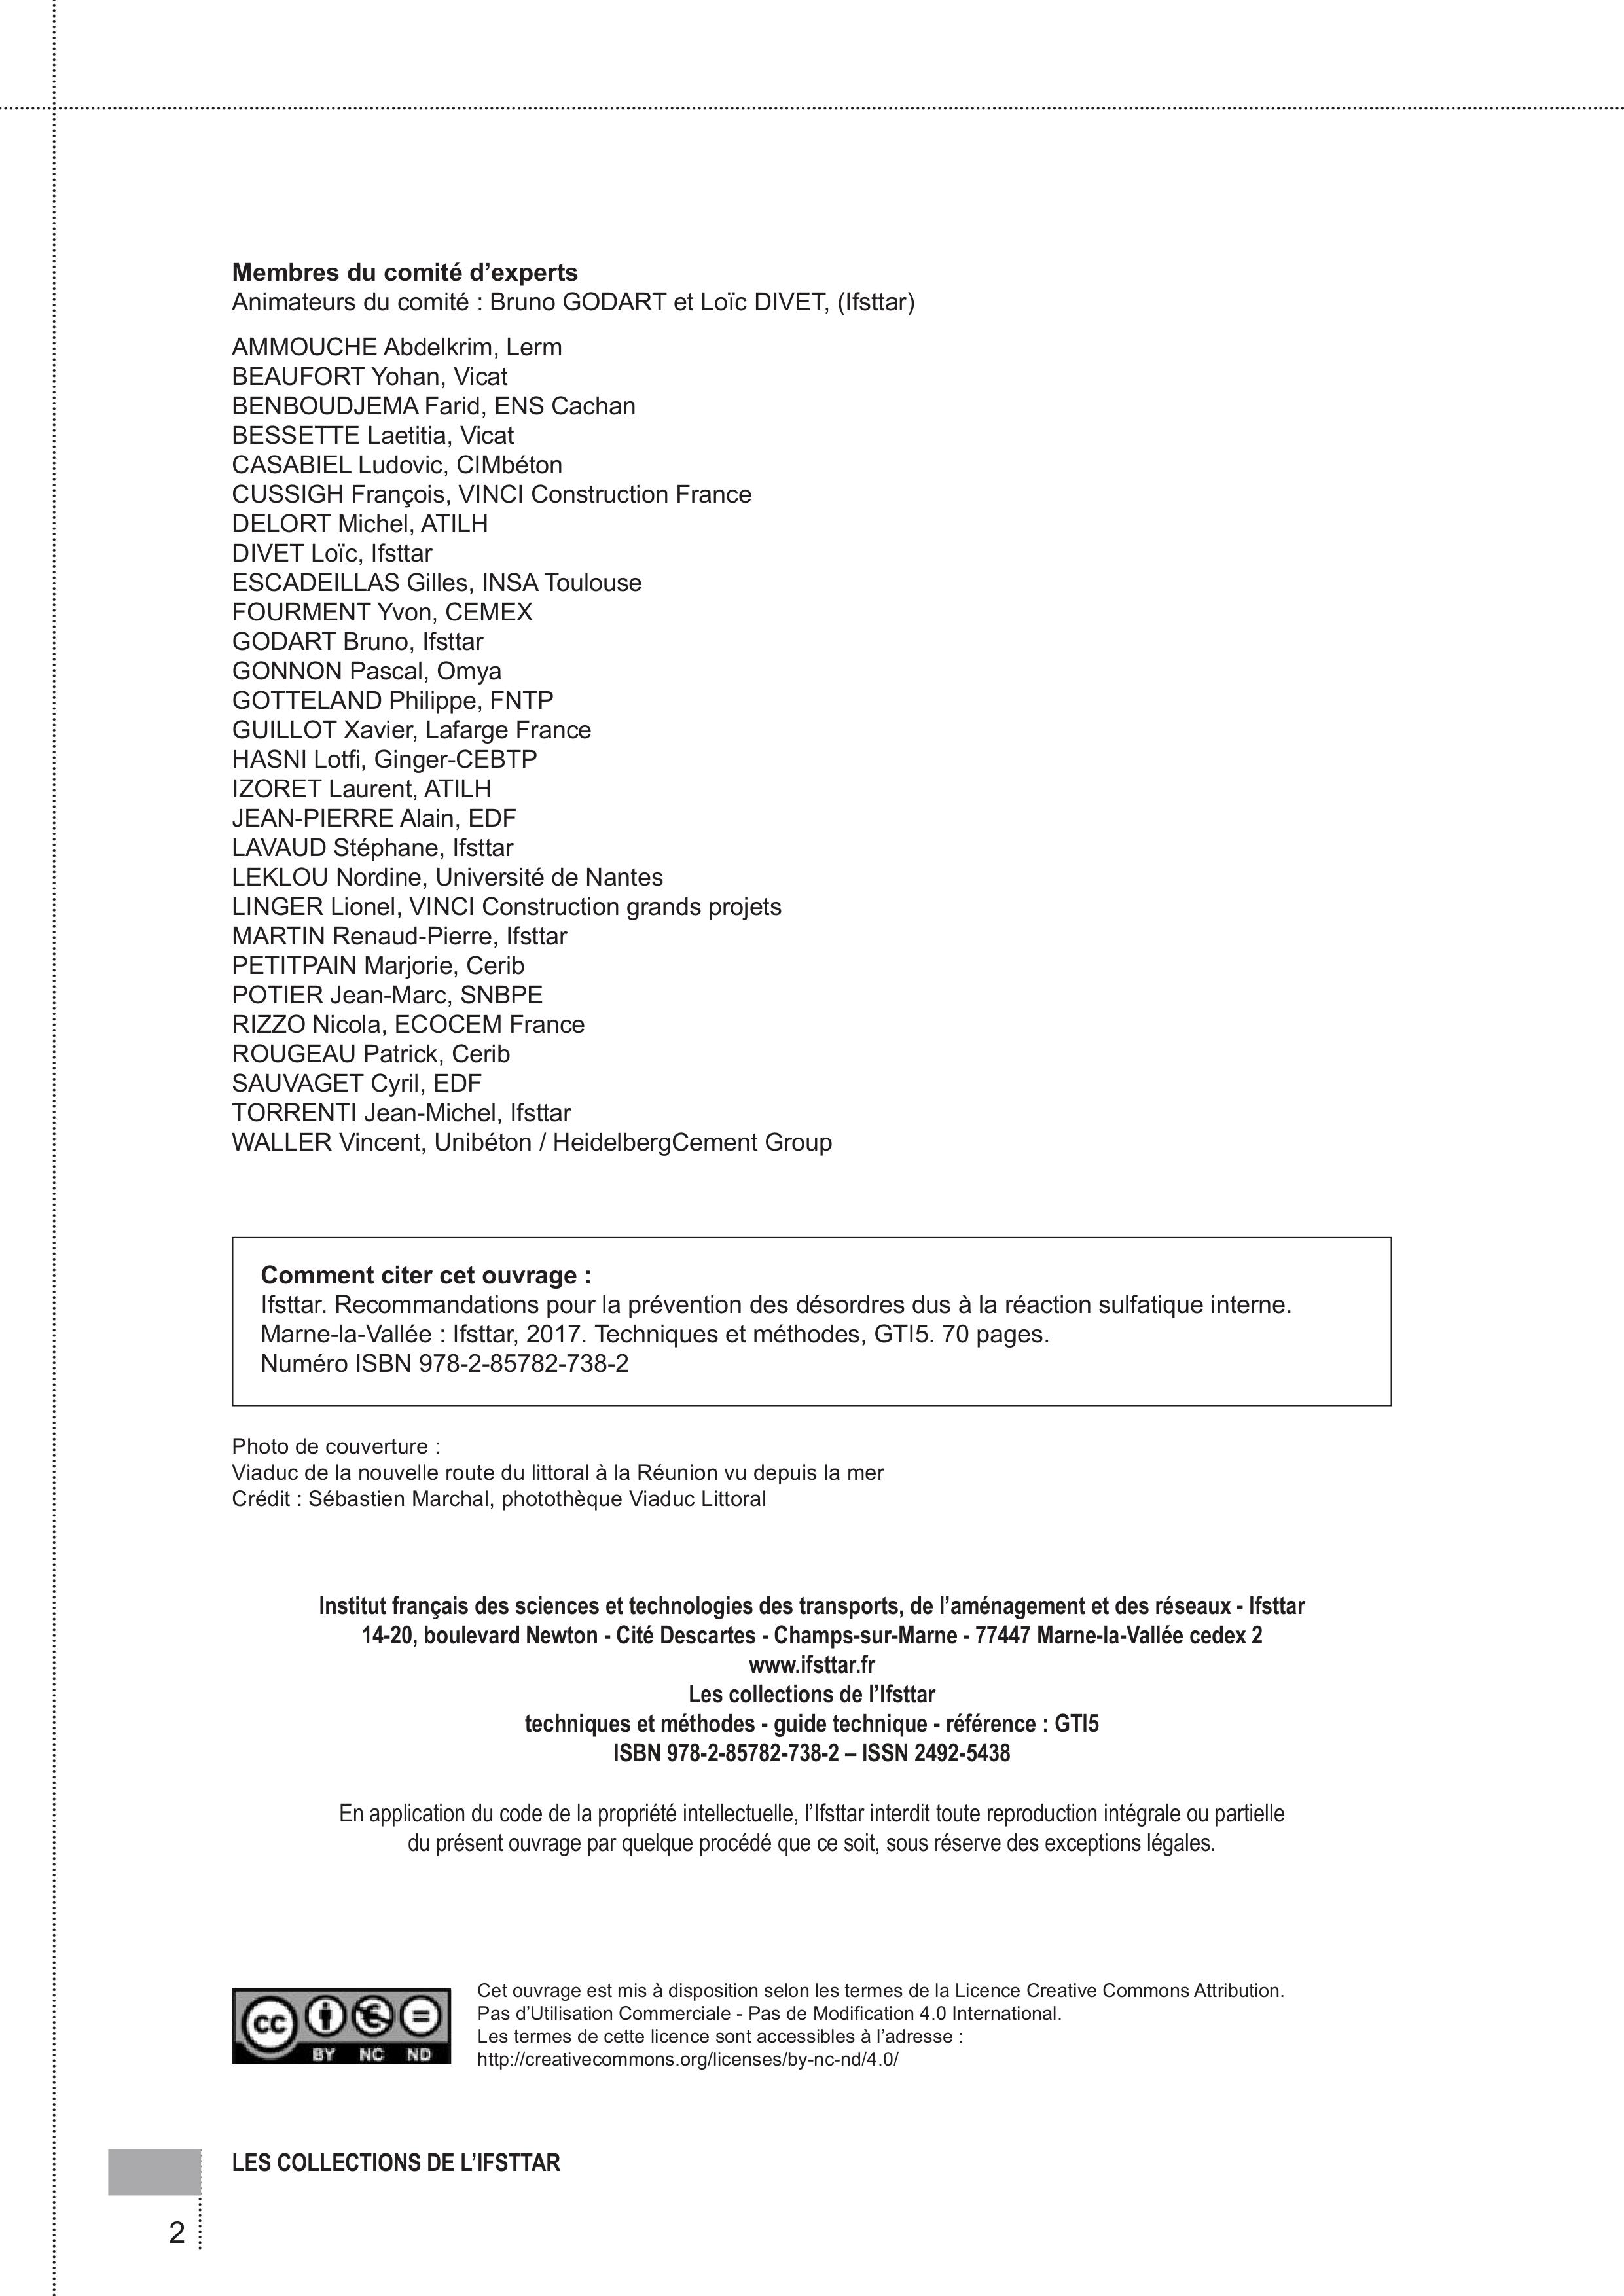 Membres du comité d’experts
Animateurs du comité : Bruno GODART et Loïc DIVET, (Ifsttar)
AMMOUCHE Abdelkrim, Lerm
BEAUFORT Yohan, Vicat
BENBOUDJEMA Farid, ENS Cachan
BESSETTE Laetitia, Vicat
CASABIEL Ludovic, CIMbéton
CUSSIGH François, VINCI Construction France
DELORT Michel, ATILH
DIVET Loïc, Ifsttar
ESCADEILLAS Gilles, INSA Toulouse
FOURMENT Yvon, CEMEX
GODART Bruno, Ifsttar
GONNON Pascal, Omya
GOTTELAND Philippe, FNTP
GUILLOT Xavier, Lafarge France
HASNI Lotfi, Ginger-CEBTP
IZORET Laurent, ATILH
JEAN-PIERRE Alain, EDF
LAVAUD Stéphane, Ifsttar
LEKLOU Nordine, Université de Nantes
LINGER Lionel, VINCI Construction grands projets
MARTIN Renaud-Pierre, Ifsttar
PETITPAIN Marjorie, Cerib
POTIER Jean-Marc, SNBPE
RIZZO Nicola, ECOCEM France
ROUGEAU Patrick, Cerib
SAUVAGET Cyril, EDF
TORRENTI Jean-Michel, Ifsttar
WALLER Vincent, Unibéton / HeidelbergCement Group
Comment citer cet ouvrage :
Ifsttar. Recommandations pour la prévention des désordres dus à la réaction sulfatique interne.
Marne-la-Vallée : Ifsttar, 2017. Techniques et méthodes, GTI5. 70 pages.
Numéro ISBN 978-2-85782-738-2
Photo de couverture :
Viaduc de la nouvelle route du littoral à la Réunion vu depuis la mer
Crédit : Sébastien Marchal, photothèque Viaduc Littoral
Institut français des sciences et technologies des transports, de l’aménagement et des réseaux - Ifsttar
14-20, boulevard Newton - Cité Descartes - Champs-sur-Marne - 77447 Marne-la-Vallée cedex 2
www.ifsttar.fr
Les collections de l’Ifsttar
techniques et méthodes - guide technique - référence : GTI5
ISBN 978-2-85782-738-2 – ISSN 2492-5438
En application du code de la propriété intellectuelle, l’Ifsttar interdit toute reproduction intégrale ou partielle
du présent ouvrage par quelque procédé que ce soit, sous réserve des exceptions légales.
Cet ouvrage est mis à disposition selon les termes de la Licence Creative Commons Attribution.
Pas d’Utilisation Commerciale - Pas de Modification 4.0 International.
Les termes de cette licence sont accessibles à l’adresse :
http://creativecommons.org/licenses/by-nc-nd/4.0/
cc BY NC ND
LES COLLECTIONS DE L’IFSTTAR
2